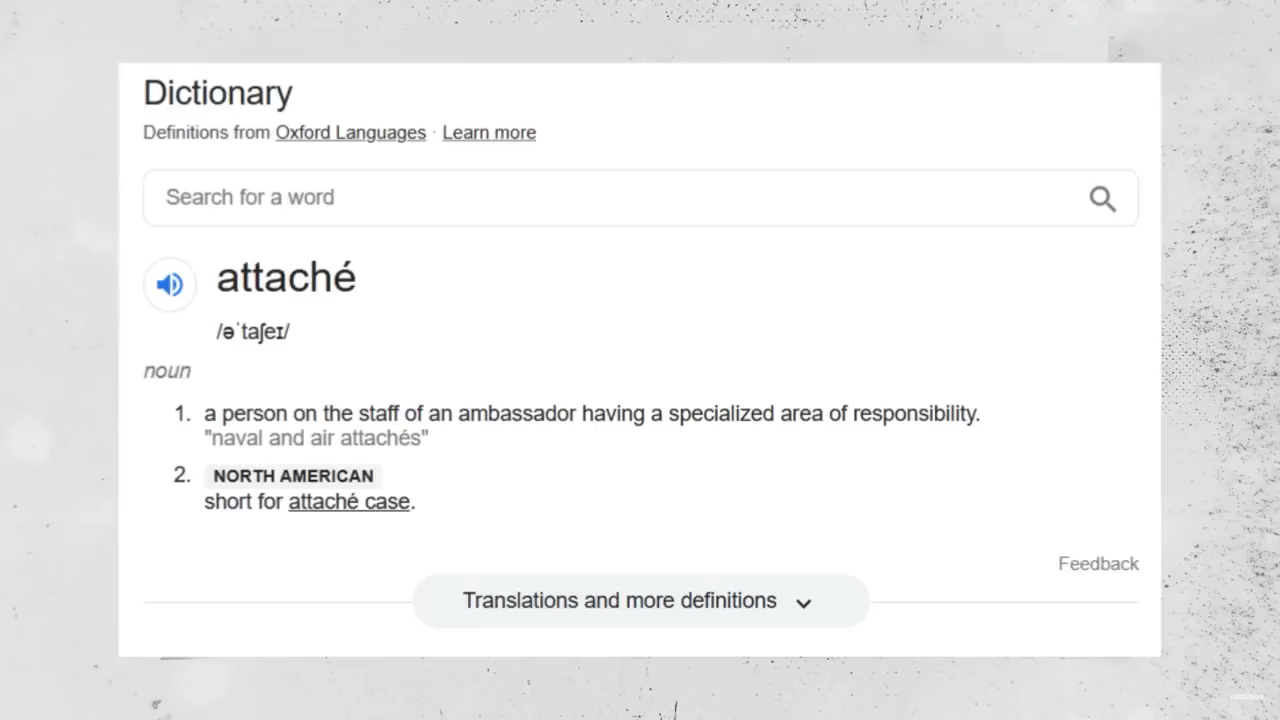 Dictionary
Definitions from Oxford Languages · Learn more
Search for a word
attaché
/əˈtaʃeɪ/
noun
1. a person on the staff of an ambassador having a specialized area of responsibility.
"naval and air attachés"
2. NORTH AMERICAN
short for attaché case.
Feedback
Translations and more definitions